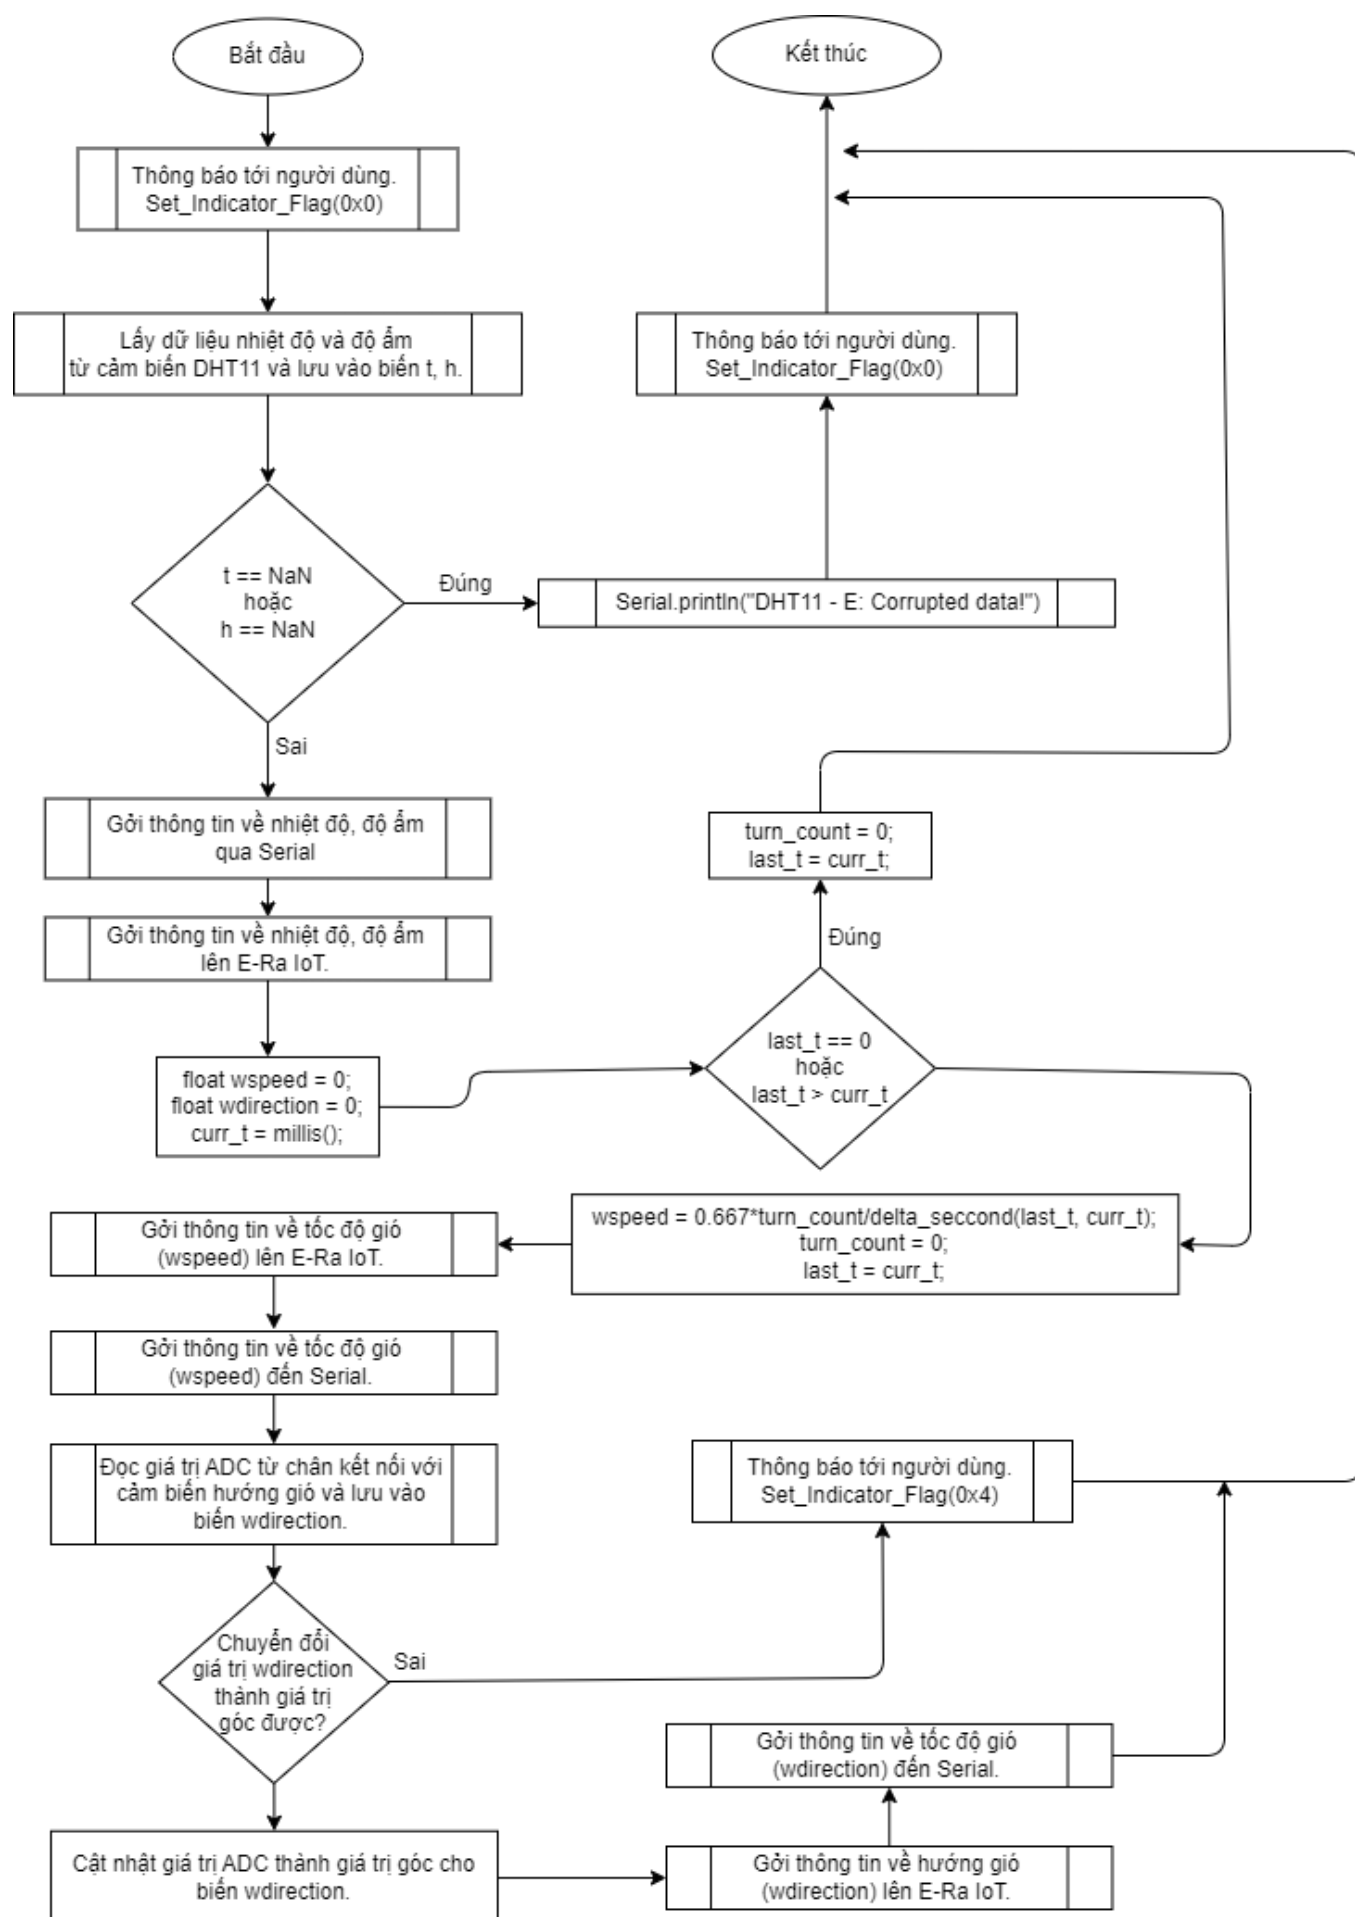 Bắt đầu
Kết thúc
Thông báo tới người dùng.
Set_Indicator_Flag(0x0)
Lấy dữ liệu nhiệt độ và độ ẩm
từ cảm biến DHT11 và lưu vào biến t, h.
Thông báo tới người dùng.
Set_Indicator_Flag(0x0)
t == NaN
hoặc
h == NaN
Đúng
Serial.println("DHT11 - E: Corrupted data!")
Sai
Gởi thông tin về nhiệt độ, độ ẩm
qua Serial
turn_count = 0;
last_t = curr_t;
Gởi thông tin về nhiệt độ, độ ẩm
lên E-Ra IoT.
Đúng
last_t == 0
hoặc
last_t > curr_t
float wspeed = 0;
float wdirection = 0;
curr_t = millis();
wspeed = 0.667*turn_count/delta_seccond(last_t, curr_t);
turn_count = 0;
last_t = curr_t;
Gởi thông tin về tốc độ gió
(wspeed) lên E-Ra IoT.
Gởi thông tin về tốc độ gió
(wspeed) đến Serial.
Đọc giá trị ADC từ chân kết nối với
cảm biến hướng gió và lưu vào
biến wdirection.
Thông báo tới người dùng.
Set_Indicator_Flag(0x4)
Chuyển đổi
giá trị wdirection
thành giá trị
góc được?
Sai
Gởi thông tin về tốc độ gió
(wdirection) đến Serial.
Cật nhật giá trị ADC thành giá trị góc cho
biến wdirection.
Gởi thông tin về hướng gió
(wdirection) lên E-Ra IoT.